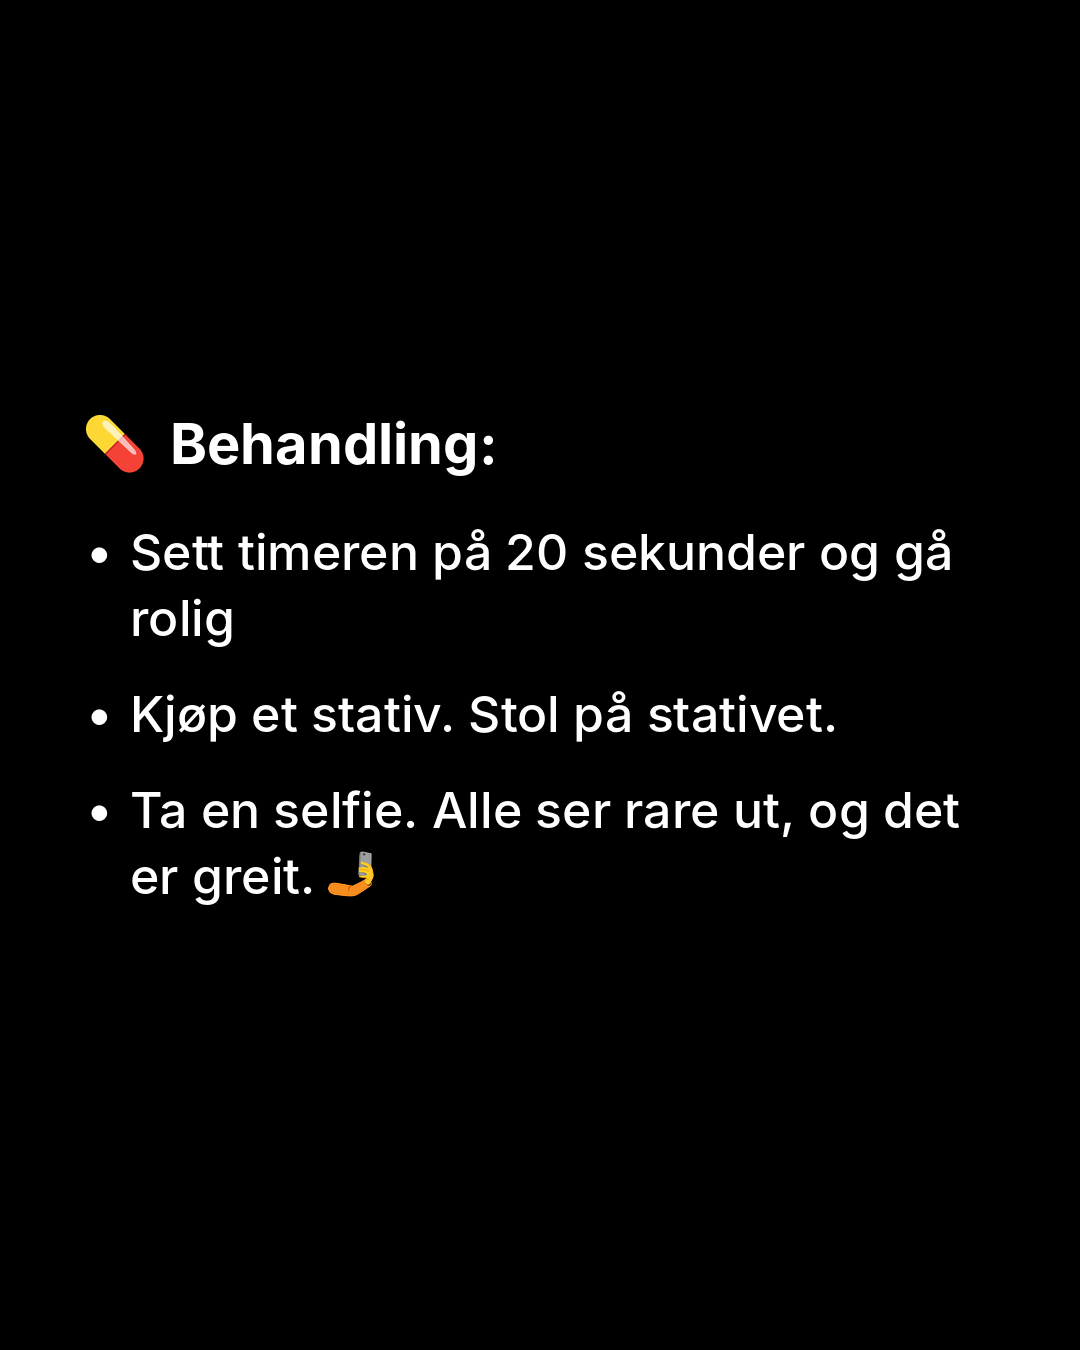 💊 Behandling:
• Sett timeren på 20 sekunder og gå
rolig
• Kjøp et stativ. Stol på stativet.
• Ta en selfie. Alle ser rare ut, og det
er greit. 🤳